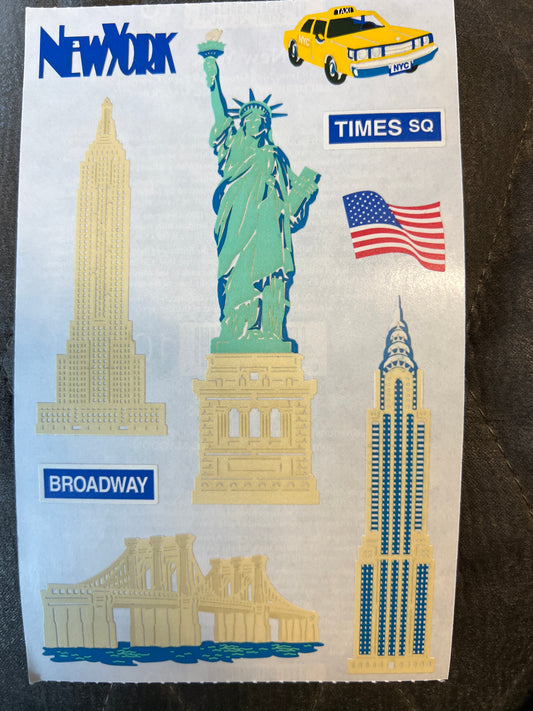 NEWYORK
TAXI
NYC
NYC
TIMES SQ
BROADWAY